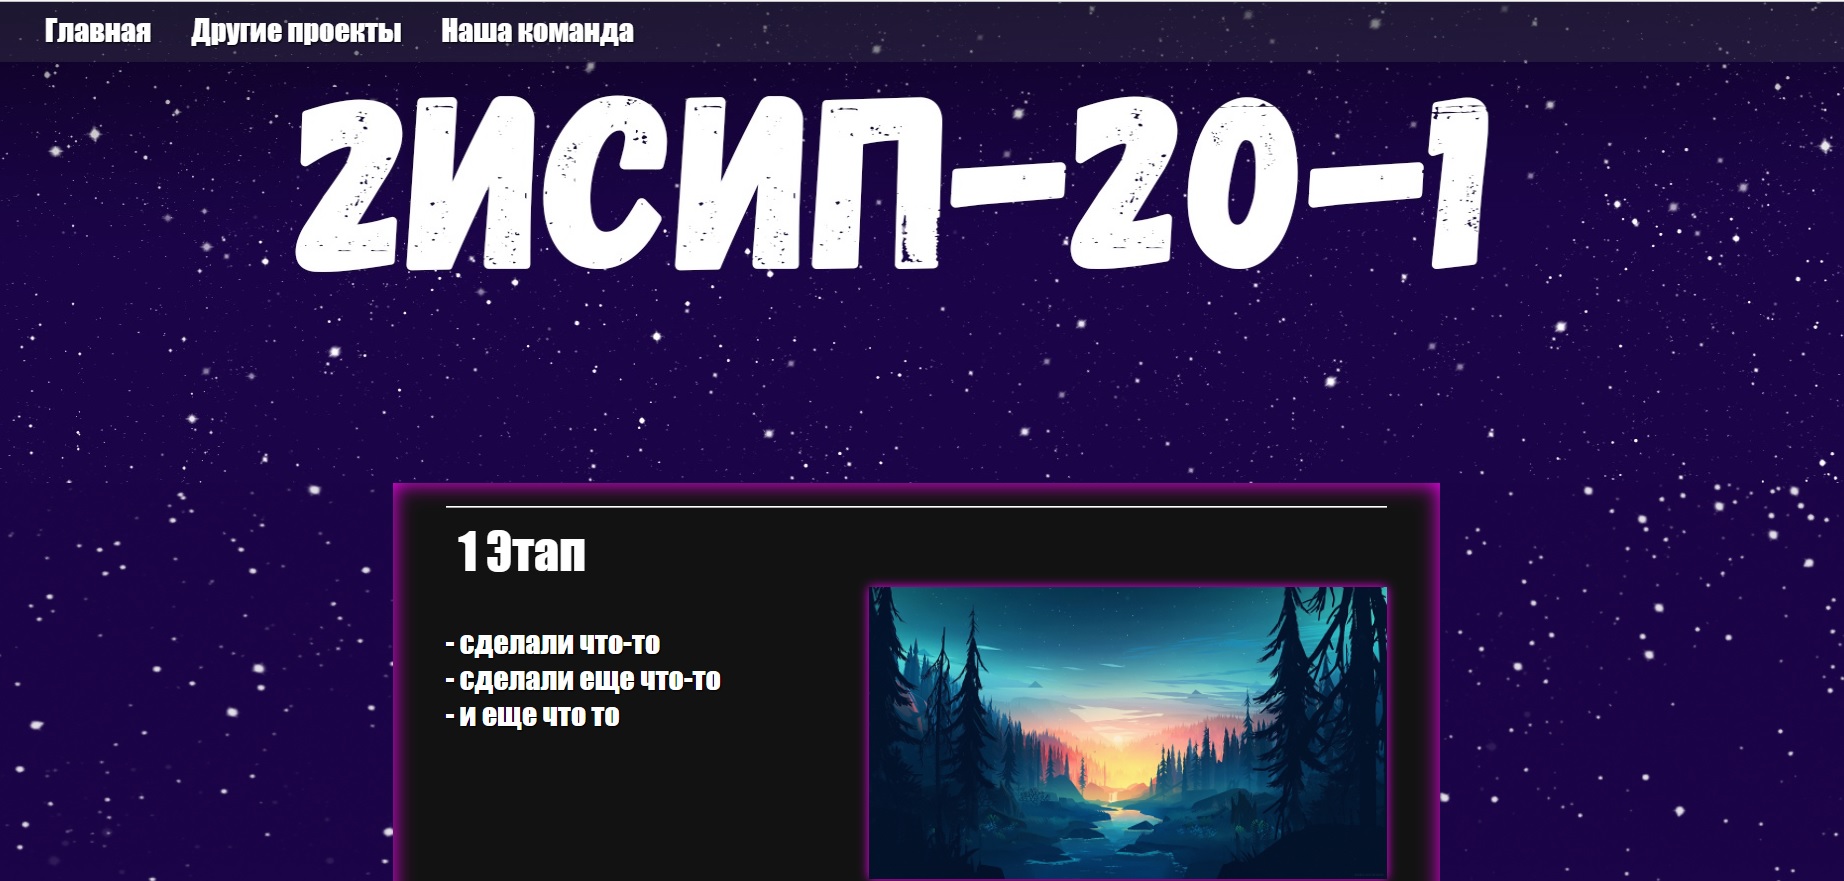 Главная Другие проекты Наша команда
2ИСИП-20-1
1 Этап
- сделали что-то
- сделали еще что-то
- и еще что то